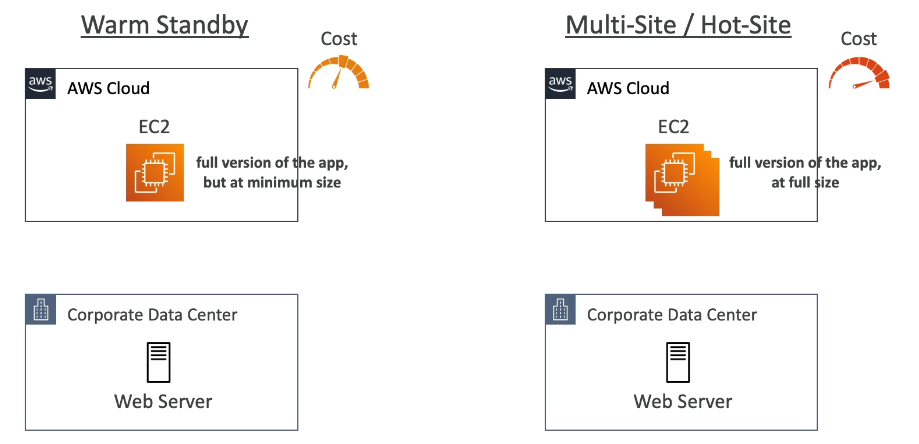 Warm Standby
Cost
aws
AWS Cloud
EC2
full version of the app,
but at minimum size
Corporate Data Center
Web Server
Multi-Site / Hot-Site
Cost
aws
AWS Cloud
EC2
full version of the app,
at full size
Corporate Data Center
Web Server